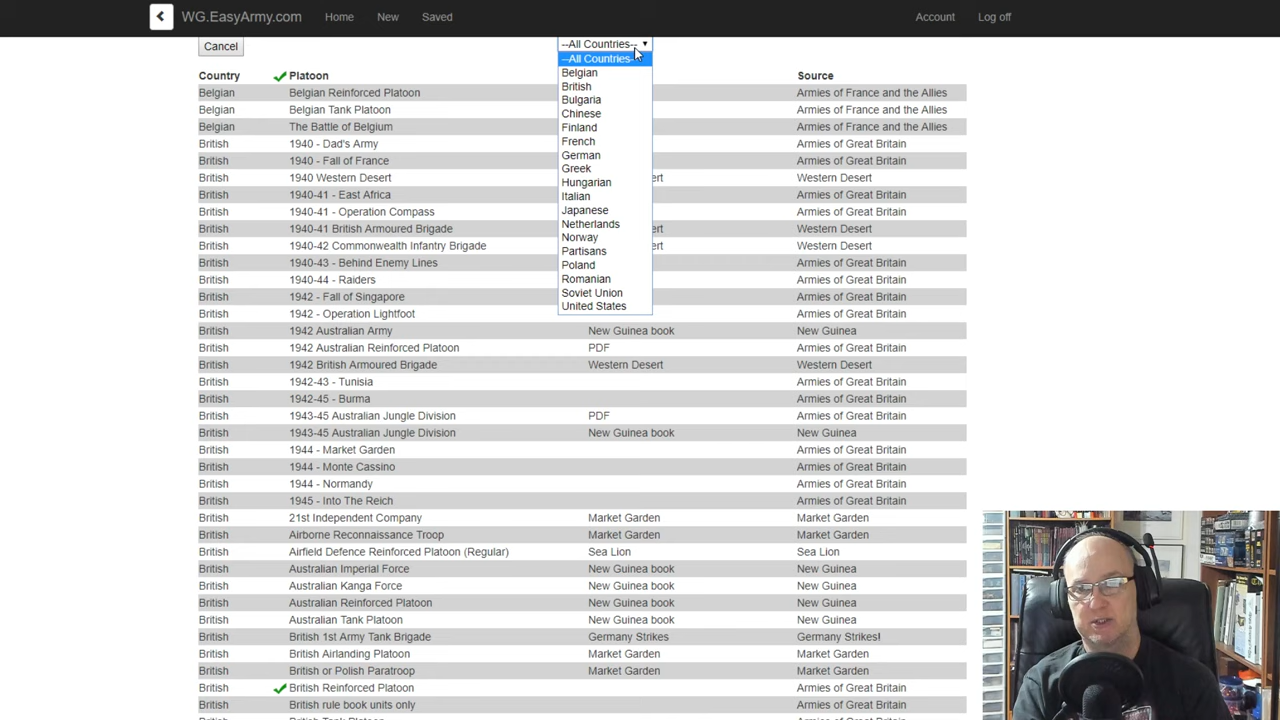 WG.EasyArmy.com Home New Saved Account Log off
Cancel --All Countries--
--All Countries--
Belgian
British
Bulgaria
Chinese
Finland
French
German
Greek
Hungarian
Italian
Japanese
Netherlands
Norway
Partisans
Poland
Romanian
Soviet Union
United States
Country Platoon Source
Belgian Belgian Reinforced Platoon Armies of France and the Allies
Belgian Belgian Tank Platoon Armies of France and the Allies
Belgian The Battle of Belgium Armies of France and the Allies
British 1940 - Dad's Army Armies of Great Britain
British 1940 - Fall of France Armies of Great Britain
British 1940 Western Desert ert Western Desert
British 1940-41 - East Africa Armies of Great Britain
British 1940-41 - Operation Compass Armies of Great Britain
British 1940-41 British Armoured Brigade ert Western Desert
British 1940-42 Commonwealth Infantry Brigade ert Western Desert
British 1940-43 - Behind Enemy Lines Armies of Great Britain
British 1940-44 - Raiders Armies of Great Britain
British 1942 - Fall of Singapore Armies of Great Britain
British 1942 - Operation Lightfoot Armies of Great Britain
British 1942 Australian Army New Guinea book New Guinea
British 1942 Australian Reinforced Platoon PDF Armies of Great Britain
British 1942 British Armoured Brigade Western Desert Western Desert
British 1942-43 - Tunisia Armies of Great Britain
British 1942-45 - Burma Armies of Great Britain
British 1943-45 Australian Jungle Division PDF Armies of Great Britain
British 1943-45 Australian Jungle Division New Guinea book New Guinea
British 1944 - Market Garden Armies of Great Britain
British 1944 - Monte Cassino Armies of Great Britain
British 1944 - Normandy Armies of Great Britain
British 1945 - Into The Reich Armies of Great Britain
British 21st Independent Company Market Garden Market Garden
British Airborne Reconnaissance Troop Market Garden Market Garden
British Airfield Defence Reinforced Platoon (Regular) Sea Lion Sea Lion
British Australian Imperial Force New Guinea book New Guinea
British Australian Kanga Force New Guinea book New Guinea
British Australian Reinforced Platoon New Guinea book New Guinea
British Australian Tank Platoon New Guinea book New Guinea
British British 1st Army Tank Brigade Germany Strikes Germany Strikes!
British British Airlanding Platoon Market Garden Market Garden
British British or Polish Paratroop Market Garden Market Garden
British British Reinforced Platoon Armies of Great Britain
British British rule book units only Armies of Great Britain